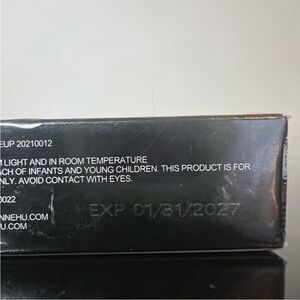 EUP 20210012
LIGHT AND IN ROOM TEMPERATURE
ACH OF INFANTS AND YOUNG CHILDREN. THIS PRODUCT IS FOR
NLY. AVOID CONTACT WITH EYES.
0022
NNEHU.COM
U.COM
EXP 01/31/2027